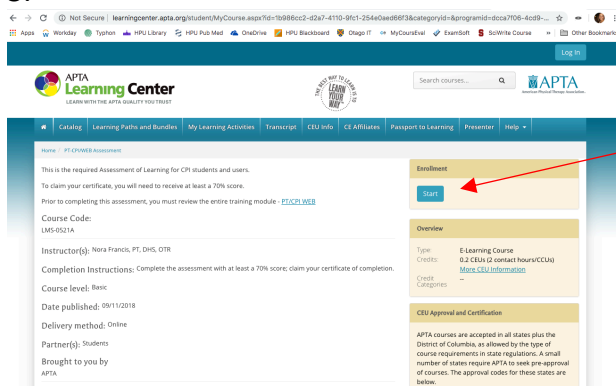 Not Secure | learningcenter.apta.org/student/MyCourse.aspx?id=1b986cc2-d2a7-4110-9fc1-254e0aed66f3&categoryid=&programid=dcca7f06-4cd9-...
Apps Workday Typhon HPU Library HPU Pub Med OneDrive HPU Blackboard Otago IT MyCoursEval ExamSoft SciWrite Course » Other Bookmarks
Log In
APTA
Learning Center
LEARN WITH THE APTA QUALITY YOU TRUST
THE BEST WAY TO LEARN IS
LEARN YOUR WAY
Search courses...
APTA
American Physical Therapy Association.
Catalog Learning Paths and Bundles My Learning Activities Transcript CEU Info CE Affiliates Passport to Learning Presenter Help
Home / PT-CPI/WEB Assessment
This is the required Assessment of Learning for CPI students and users.
To claim your certificate, you will need to receive at least a 70% score.
Prior to completing this assessment, you must review the entire training module - PT/CPI WEB
Course Code:
LMS-0521A
Instructor(s): Nora Francis, PT, DHS, OTR
Completion Instructions: Complete the assessment with at least a 70% score; claim your certificate of completion.
Course level: Basic
Date published: 09/11/2018
Delivery method: Online
Partner(s): Students
Brought to you by
APTA
Enrollment
Start
Overview
Type: E-Learning Course
Credits: 0.2 CEUs (2 contact hours/CCUs)
More CEU Information
Credit Categories --
CEU Approval and Certification
APTA courses are accepted in all states plus the
District of Columbia, as allowed by the type of
course requirements in state regulations. A small
number of states require APTA to seek pre-approval
of courses. The approval codes for these states are
below.